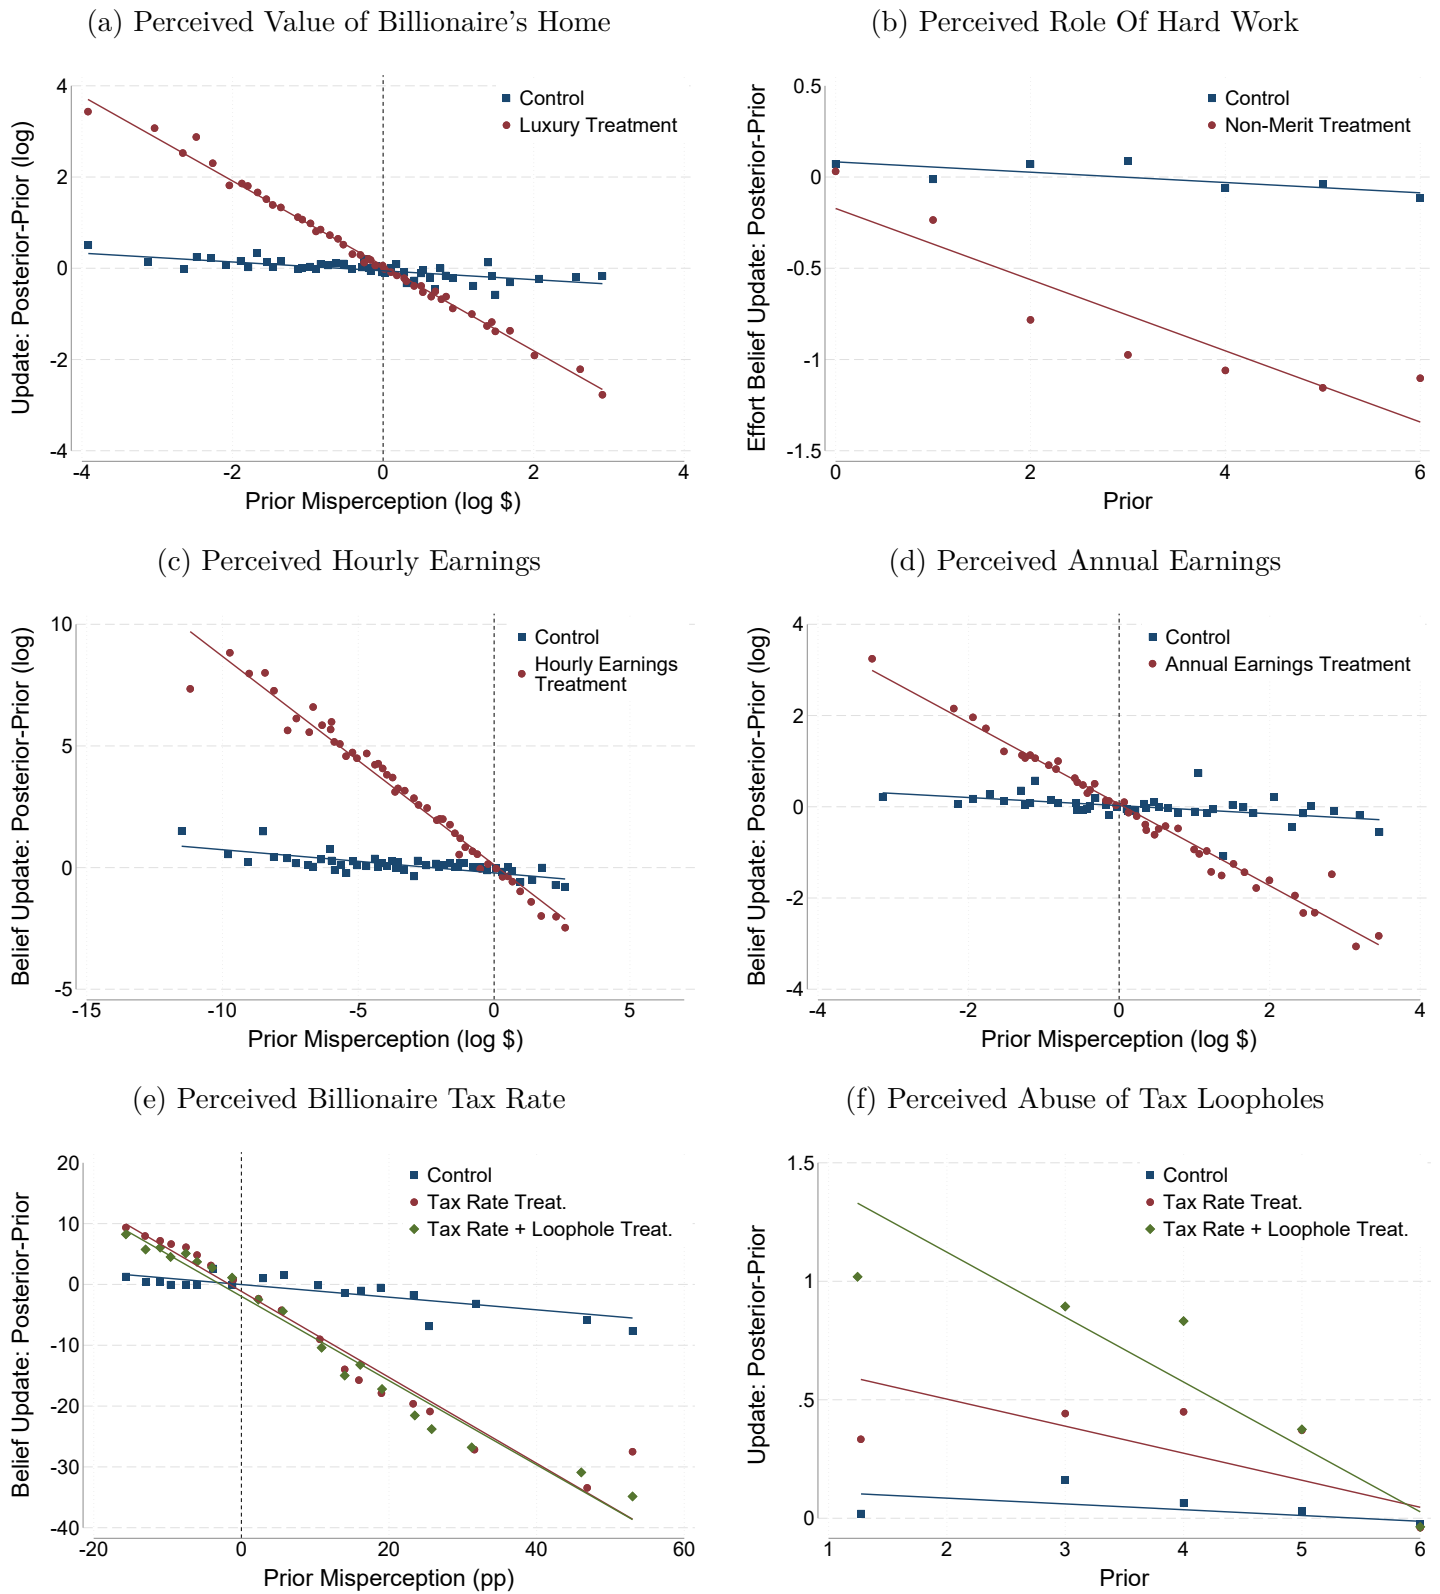 (a) Perceived Value of Billionaire's Home
Update: Posterior-Prior (log)
4
2
0
-2
-4
Control
Luxury Treatment
-4 -2 0 2 4
Prior Misperception (log $)
(b) Perceived Role Of Hard Work
Effort Belief Update: Posterior-Prior
0.5
0
-0.5
-1
-1.5
Control
Non-Merit Treatment
0 2 4 6
Prior
(c) Perceived Hourly Earnings
Belief Update: Posterior-Prior (log)
10
5
0
-5
Control
Hourly Earnings
Treatment
-15 -10 -5 0 5
Prior Misperception (log $)
(d) Perceived Annual Earnings
Belief Update: Posterior-Prior (log)
4
2
0
-2
-4
Control
Annual Earnings Treatment
-4 -2 0 2 4
Prior Misperception (log $)
(e) Perceived Billionaire Tax Rate
Belief Update: Posterior-Prior
20
10
0
-10
-20
-30
-40
Control
Tax Rate Treat.
Tax Rate + Loophole Treat.
-20 0 20 40 60
Prior Misperception (pp)
(f) Perceived Abuse of Tax Loopholes
Update: Posterior-Prior
1.5
1
.5
0
Control
Tax Rate Treat.
Tax Rate + Loophole Treat.
1 2 3 4 5 6
Prior